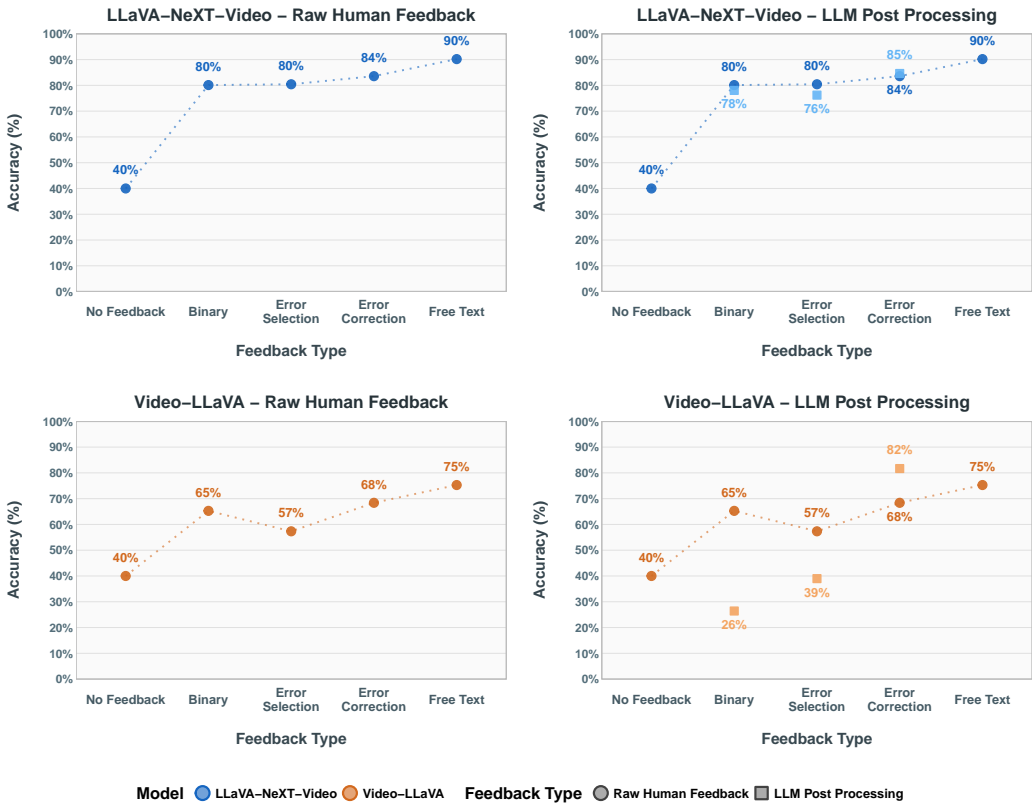 LLaVA−NeXT−Video − Raw Human Feedback
100%
90%
80%
70%
60%
50%
40%
30%
20%
10%
0%
Accuracy (%)
40%
80%
80%
84%
90%
No Feedback
Binary
Error
Selection
Error
Correction
Free Text
Feedback Type
LLaVA−NeXT−Video − LLM Post Processing
100%
90%
80%
70%
60%
50%
40%
30%
20%
10%
0%
Accuracy (%)
40%
80%
78%
80%
76%
85%
84%
90%
No Feedback
Binary
Error
Selection
Error
Correction
Free Text
Feedback Type
Video−LLaVA − Raw Human Feedback
100%
90%
80%
70%
60%
50%
40%
30%
20%
10%
0%
Accuracy (%)
40%
65%
57%
68%
75%
No Feedback
Binary
Error
Selection
Error
Correction
Free Text
Feedback Type
Video−LLaVA − LLM Post Processing
100%
90%
80%
70%
60%
50%
40%
30%
20%
10%
0%
Accuracy (%)
40%
65%
26%
57%
39%
82%
68%
75%
No Feedback
Binary
Error
Selection
Error
Correction
Free Text
Feedback Type
Model LLaVA−NeXT−Video Video−LLaVA Feedback Type Raw Human Feedback LLM Post Processing